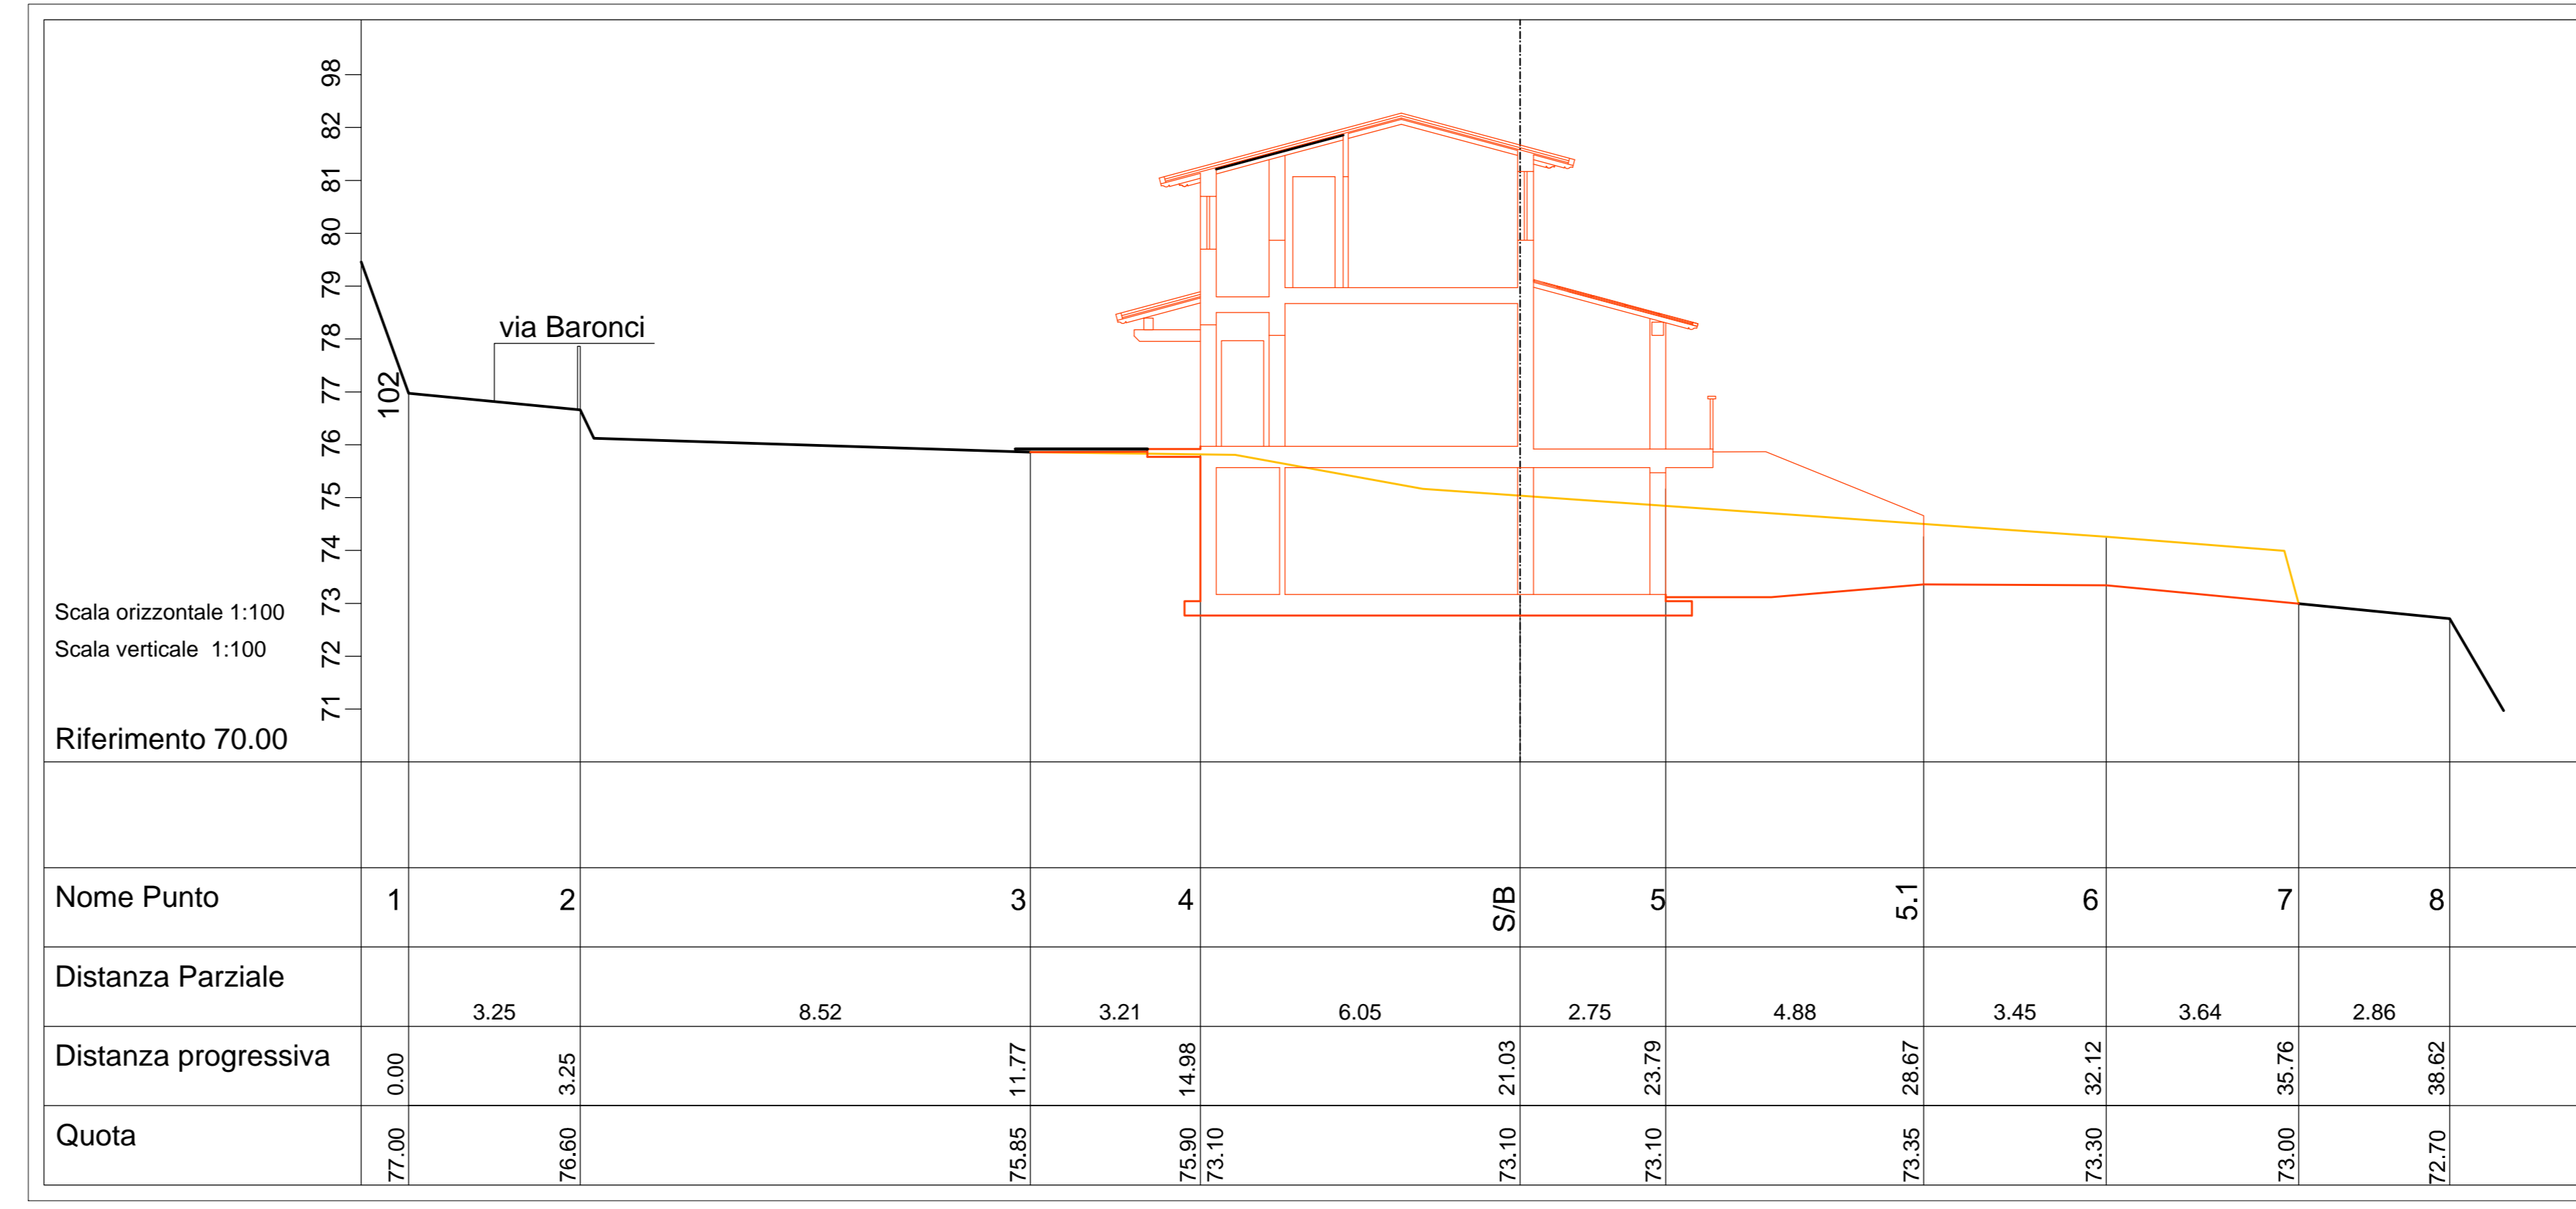 98
82
81
80
79
78
77
76
75
74
73
72
71
via Baronci
102
Scala orizzontale 1:100
Scala verticale 1:100
Riferimento 70.00
Nome Punto 1 2 3 4 S/B 5 5.1 6 7 8
Distanza Parziale
3.25 8.52 3.21 6.05 2.75 4.88 3.45 3.64 2.86
Distanza progressiva 0.00 3.25 11.77 14.98 21.03 23.79 28.67 32.12 35.76 38.62
Quota 77.00 76.60 75.85 75.90 73.10 73.10 73.10 73.35 73.30 73.00 72.70